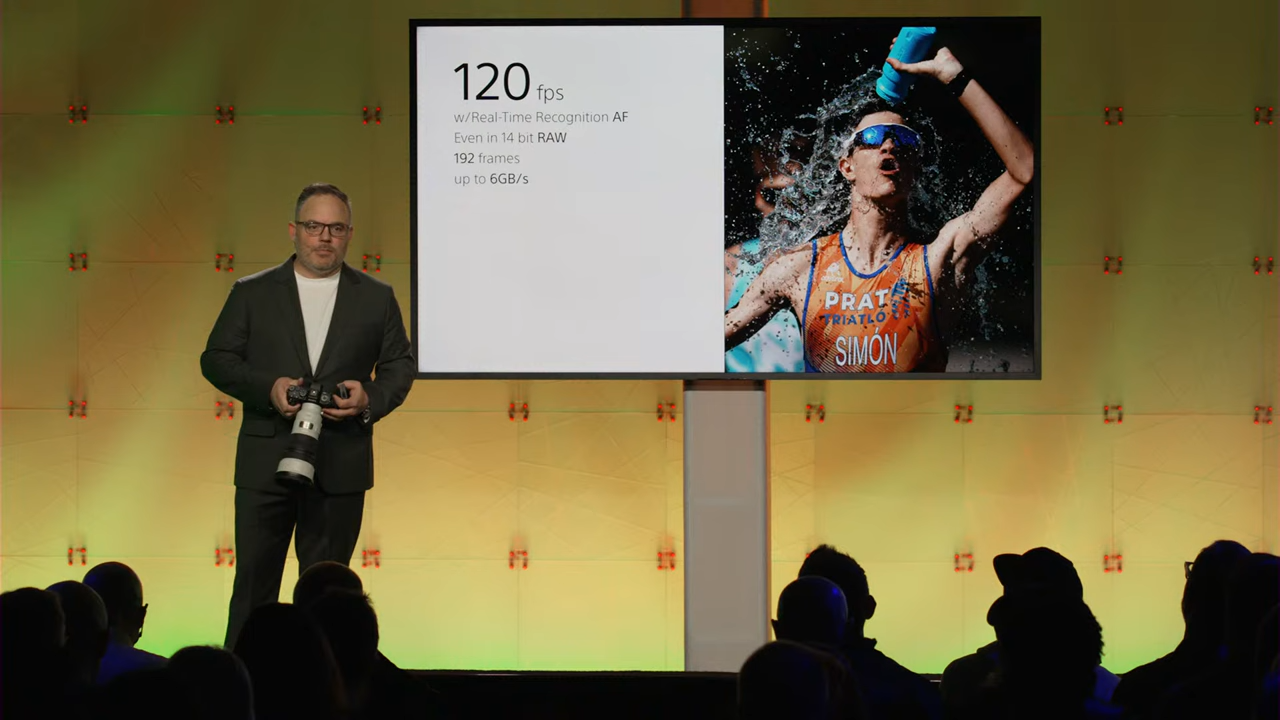 120 fps
w/Real-Time Recognition AF
Even in 14 bit RAW
192 frames
up to 6GB/s
PRAT
TRIATLÓ
SIMÓN